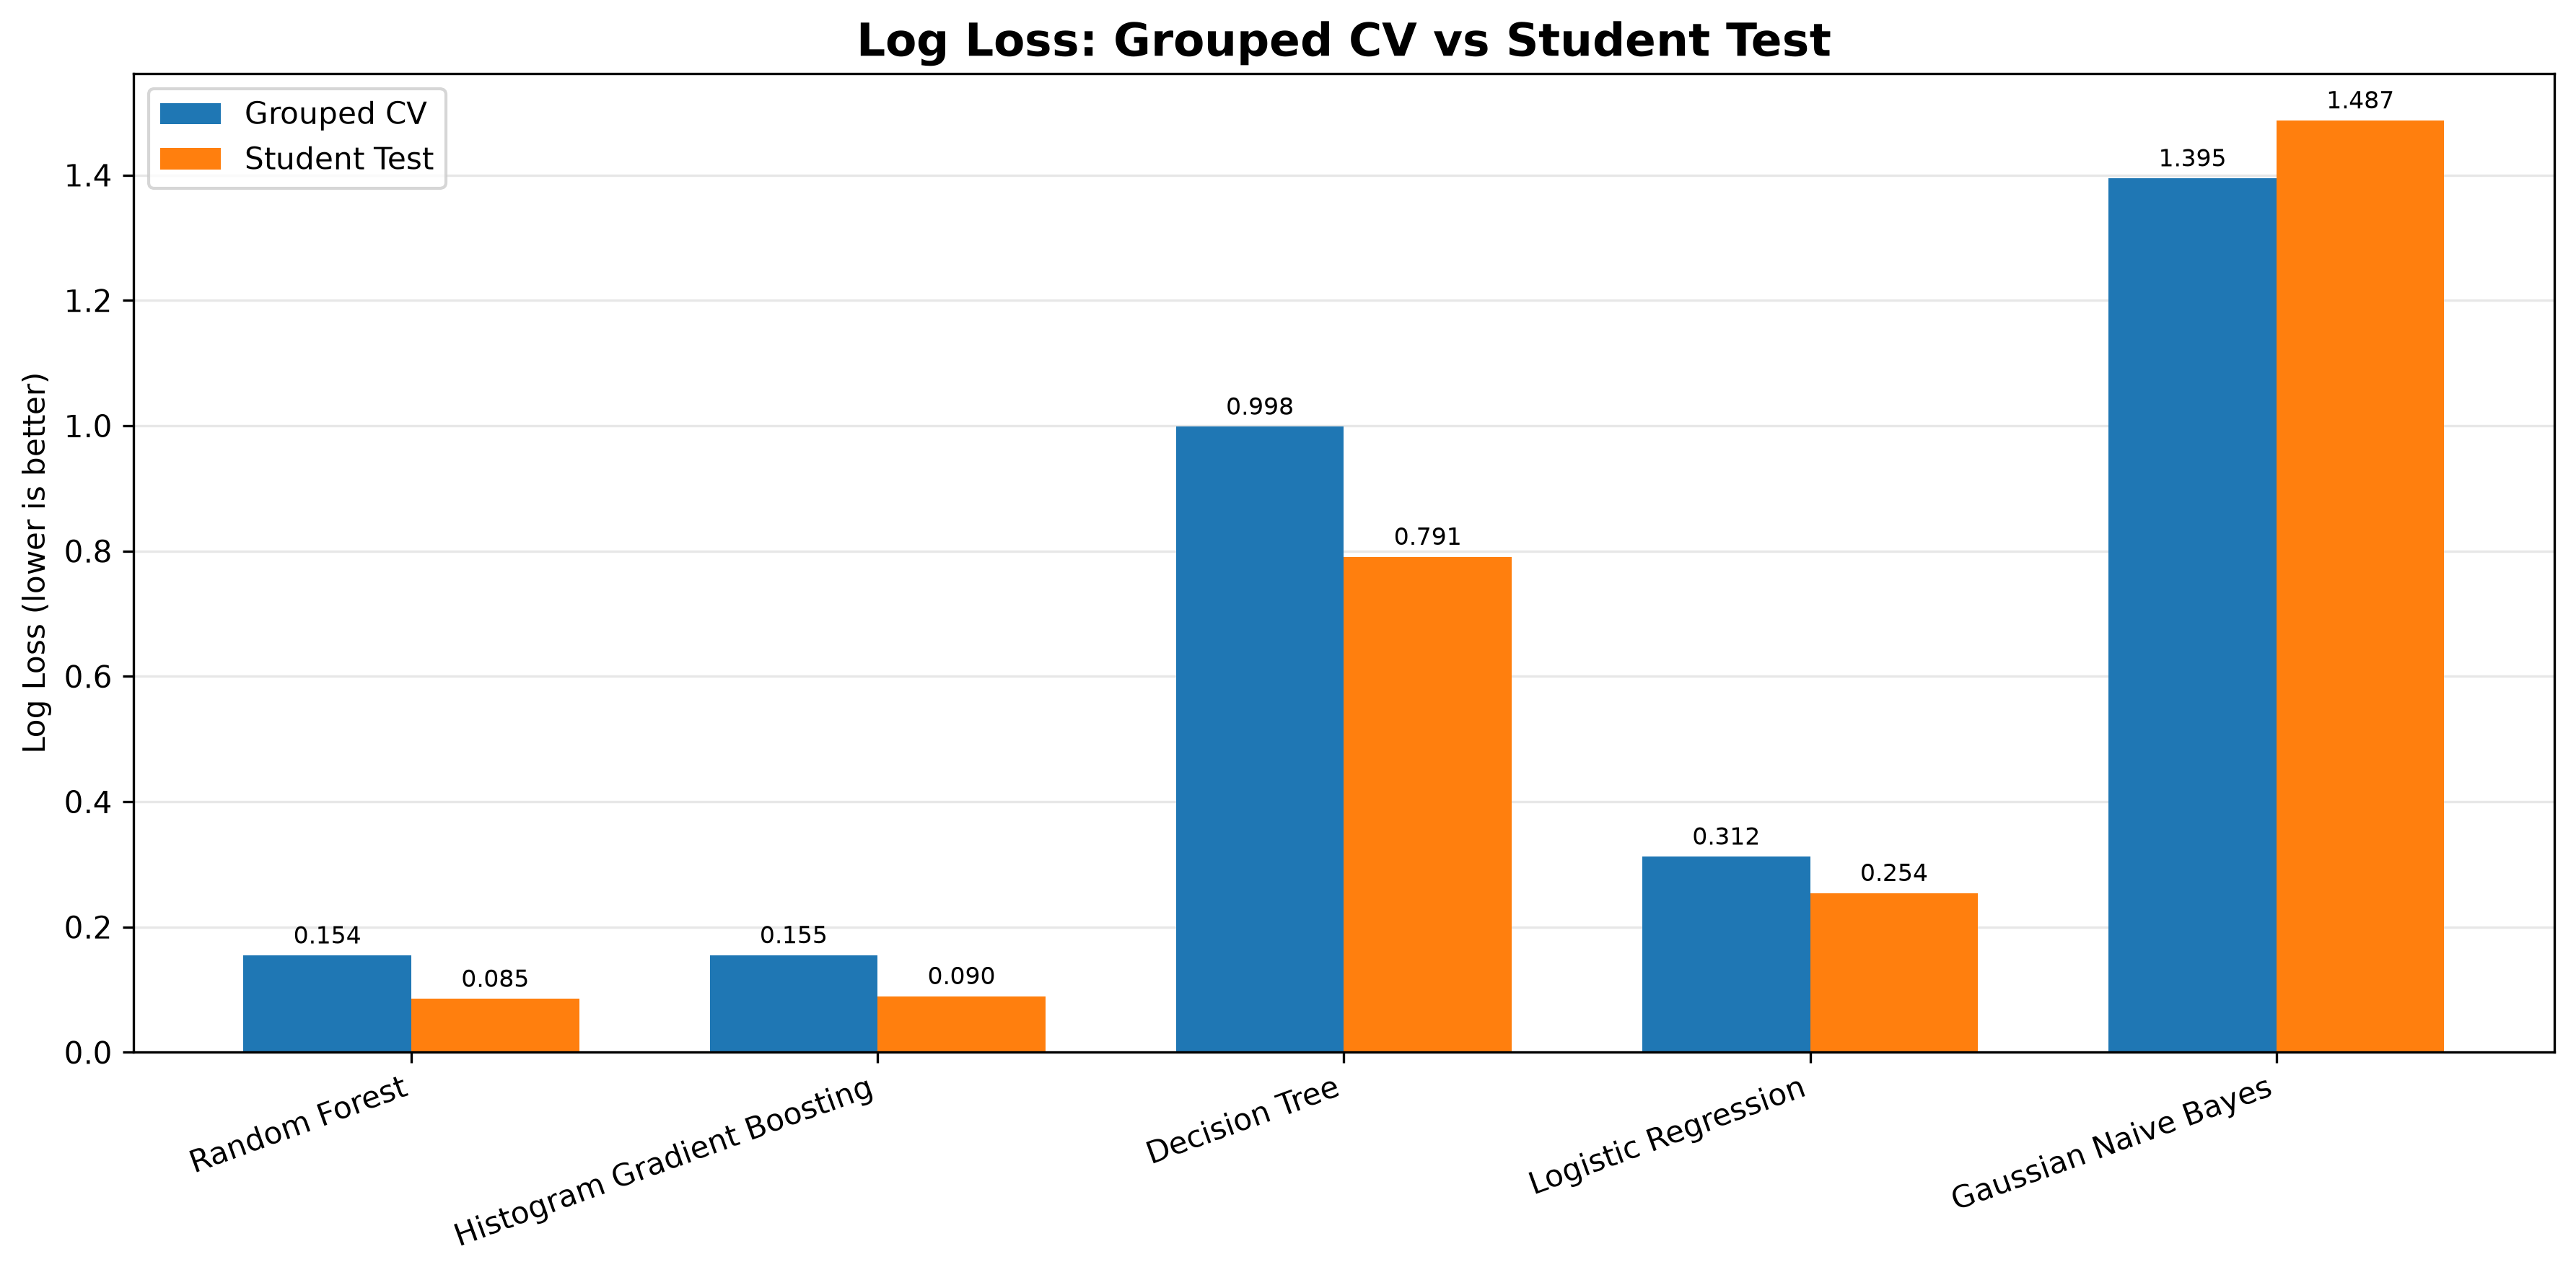 Log Loss: Grouped CV vs Student Test
Grouped CV
Student Test
Log Loss (lower is better)
1.4
1.2
1.0
0.8
0.6
0.4
0.2
0.0
0.154
0.085
0.155
0.090
0.998
0.791
0.312
0.254
1.395
1.487
Random Forest
Histogram Gradient Boosting
Decision Tree
Logistic Regression
Gaussian Naive Bayes